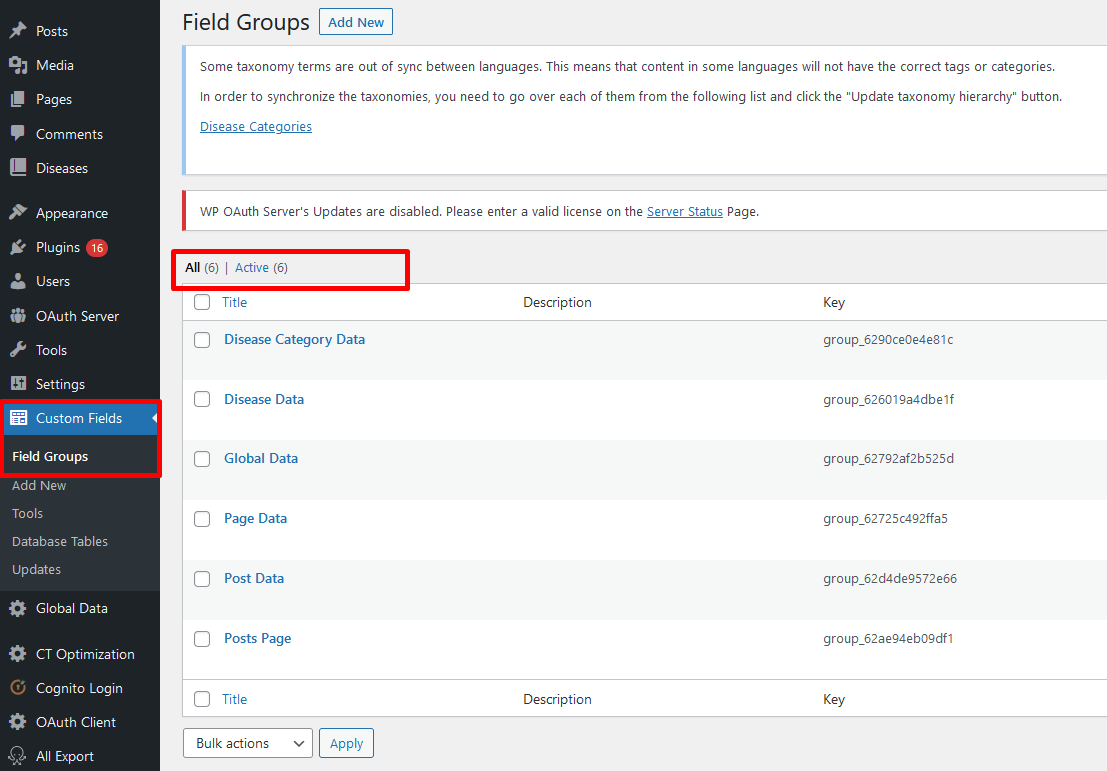 Posts
Media
Pages
Comments
Diseases
Appearance
Plugins 16
Users
OAuth Server
Tools
Settings
Custom Fields
Field Groups
Add New
Tools
Database Tables
Updates
Global Data
CT Optimization
Cognito Login
OAuth Client
All Export
Field Groups Add New
Some taxonomy terms are out of sync between languages. This means that content in some languages will not have the correct tags or categories.
In order to synchronize the taxonomies, you need to go over each of them from the following list and click the "Update taxonomy hierarchy" button.
Disease Categories
WP OAuth Server's Updates are disabled. Please enter a valid license on the Server Status Page.
All (6) | Active (6)
Title Description Key
Disease Category Data group_6290ce0e4e81c
Disease Data group_626019a4dbe1f
Global Data group_62792af2b525d
Page Data group_62725c492ffa5
Post Data group_62d4de9572e66
Posts Page group_62ae94eb09df1
Title Description Key
Bulk actions Apply